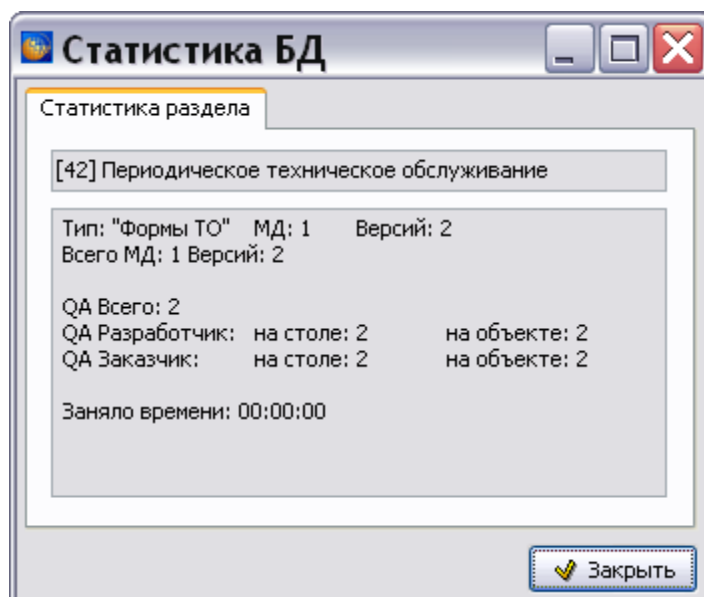 Статистика БД
Статистика раздела
[42] Периодическое техническое обслуживание
Тип: "Формы ТО" МД: 1 Версий: 2
Всего МД: 1 Версий: 2
QA Всего: 2
QA Разработчик: на столе: 2 на объекте: 2
QA Заказчик: на столе: 2 на объекте: 2
Заняло времени: 00:00:00
Закрыть